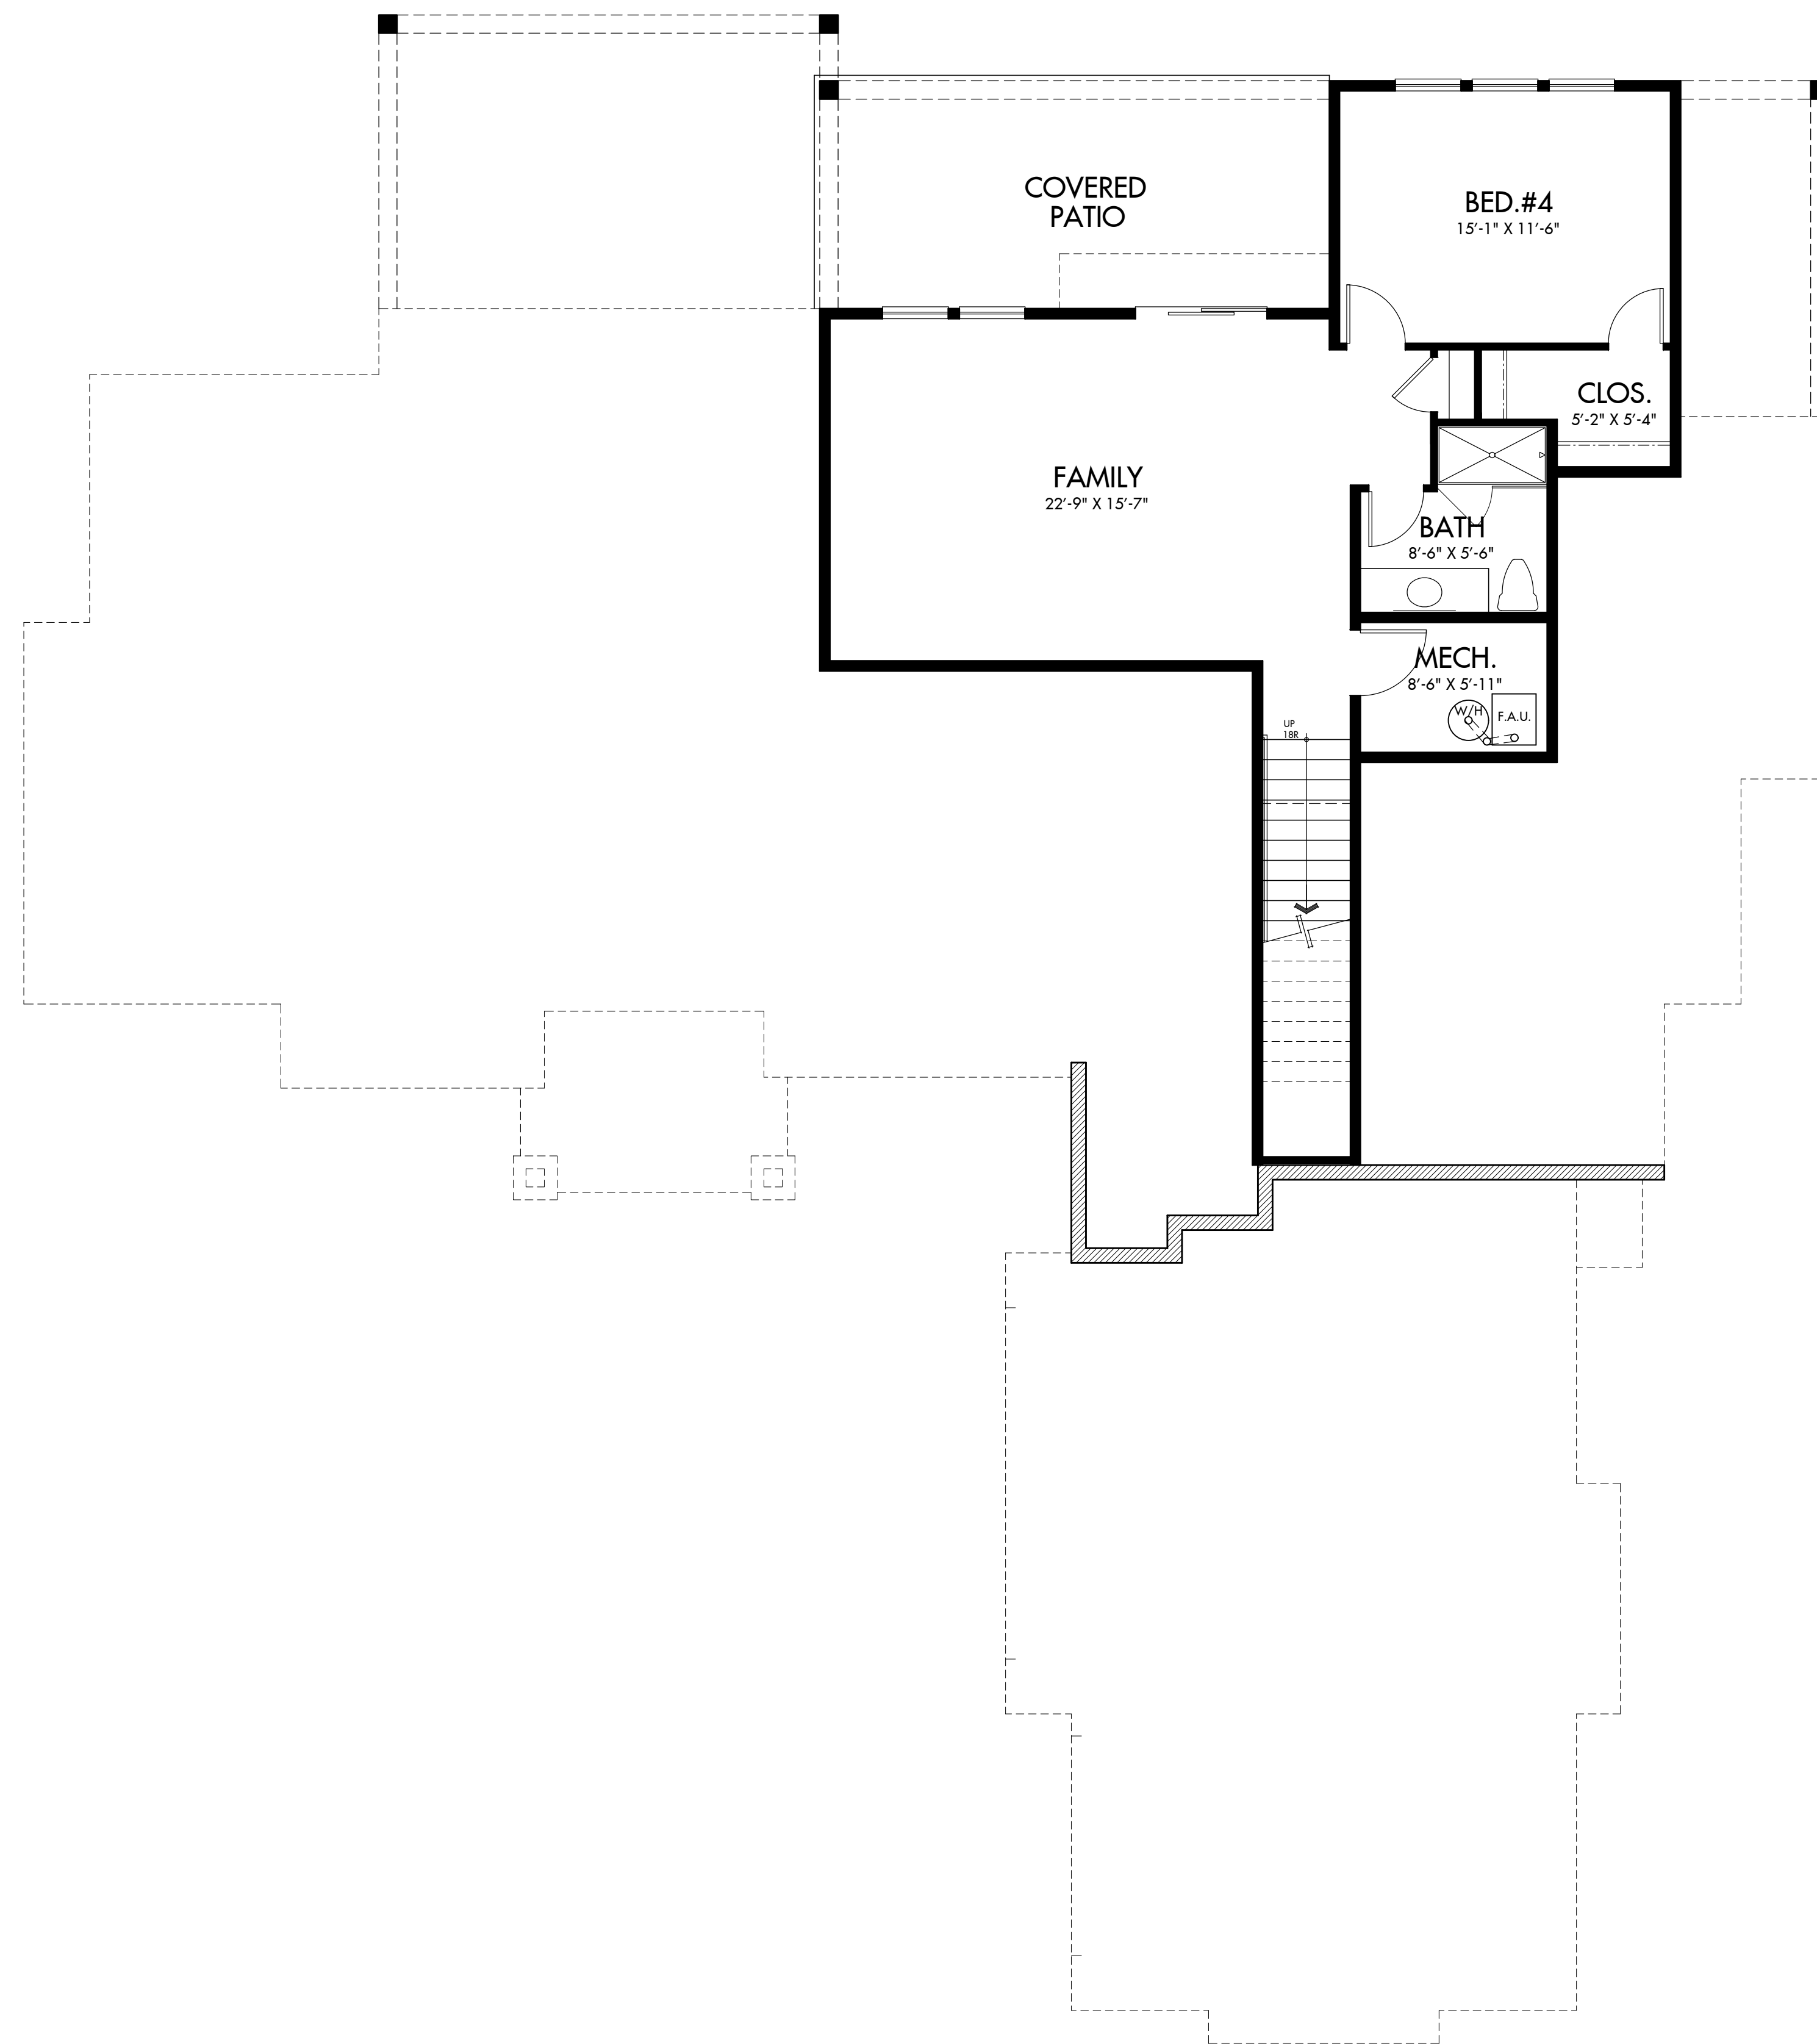 COVERED
PATIO
BED.#4
15'-1" X 11'-6"
CLOS.
5'-2" X 5'-4"
FAMILY
22'-9" X 15'-7"
BATH
8'-6" X 5'-6"
MECH.
8'-6" X 5'-11"
W/H
F.A.U.
UP
18R